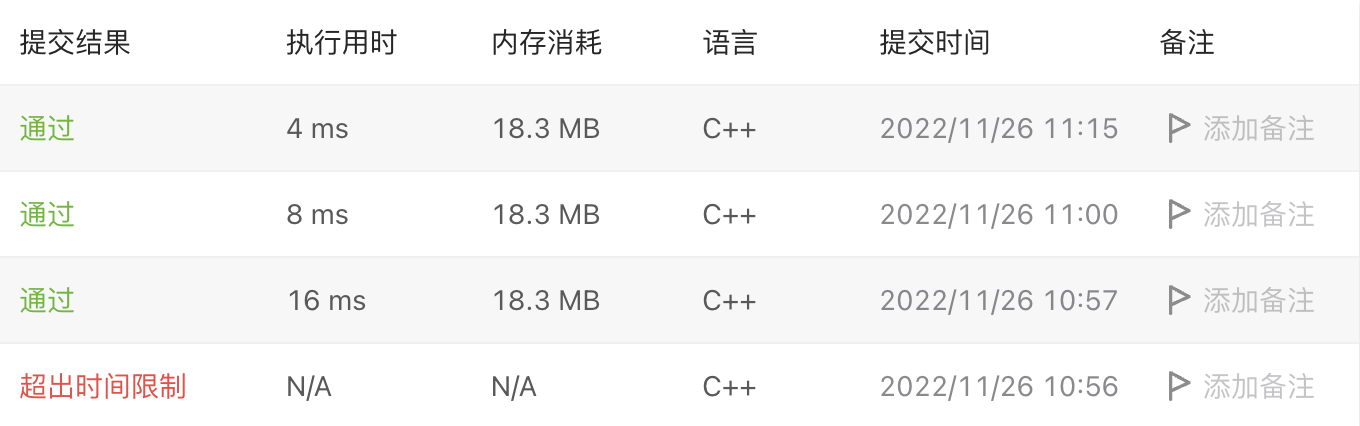 提交结果 执行用时 内存消耗 语言 提交时间 备注
通过 4 ms 18.3 MB C++ 2022/11/26 11:15 添加备注
通过 8 ms 18.3 MB C++ 2022/11/26 11:00 添加备注
通过 16 ms 18.3 MB C++ 2022/11/26 10:57 添加备注
超出时间限制 N/A N/A C++ 2022/11/26 10:56 添加备注